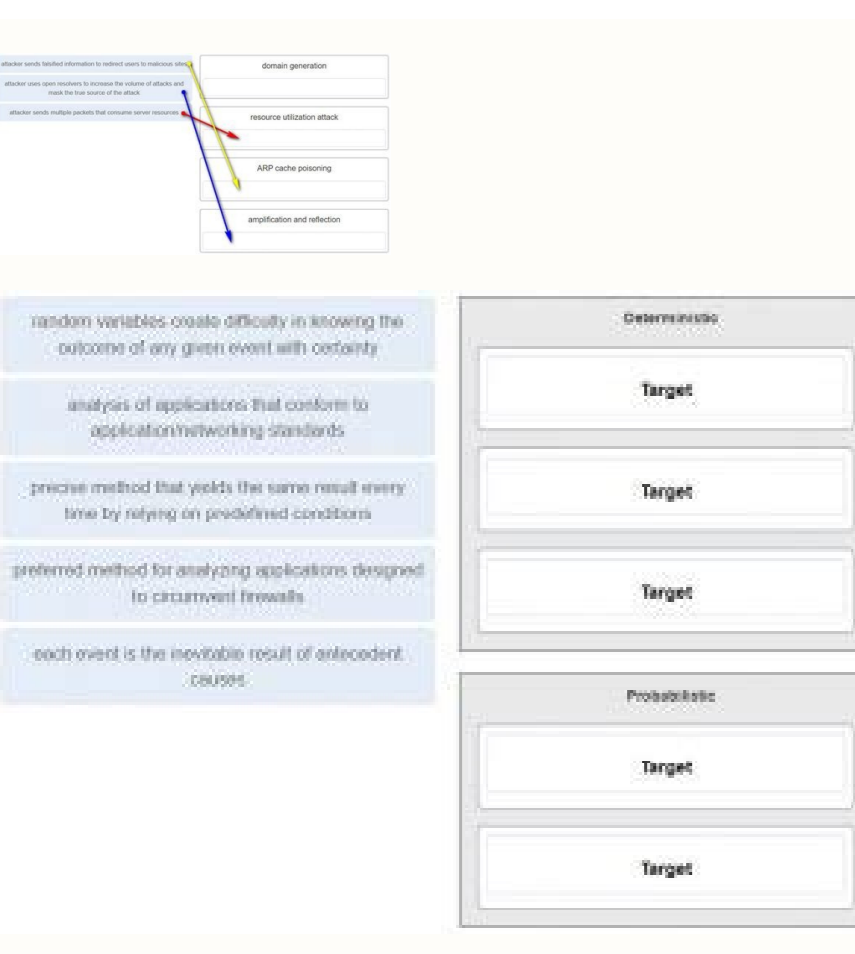 attacker sends falsified information to redirect users to malicious sites
attacker uses open resolvers to increase the volume of attacks and
mask the true source of the attack
attacker sends multiple packets that consume server resources
domain generation
resource utilization attack
ARP cache poisoning
amplification and reflection
random variables create difficulty in knowing the
outcome of any given event with certainty
analysis of applications that conform to
application/networking standards
precise method that yields the same result every
time by relying on predefined conditions
preferred method for analyzing applications designed
to circumvent firewalls
each event is the inevitable result of antecedent
causes
Deterministic
Target
Target
Target
Probabilistic
Target
Target